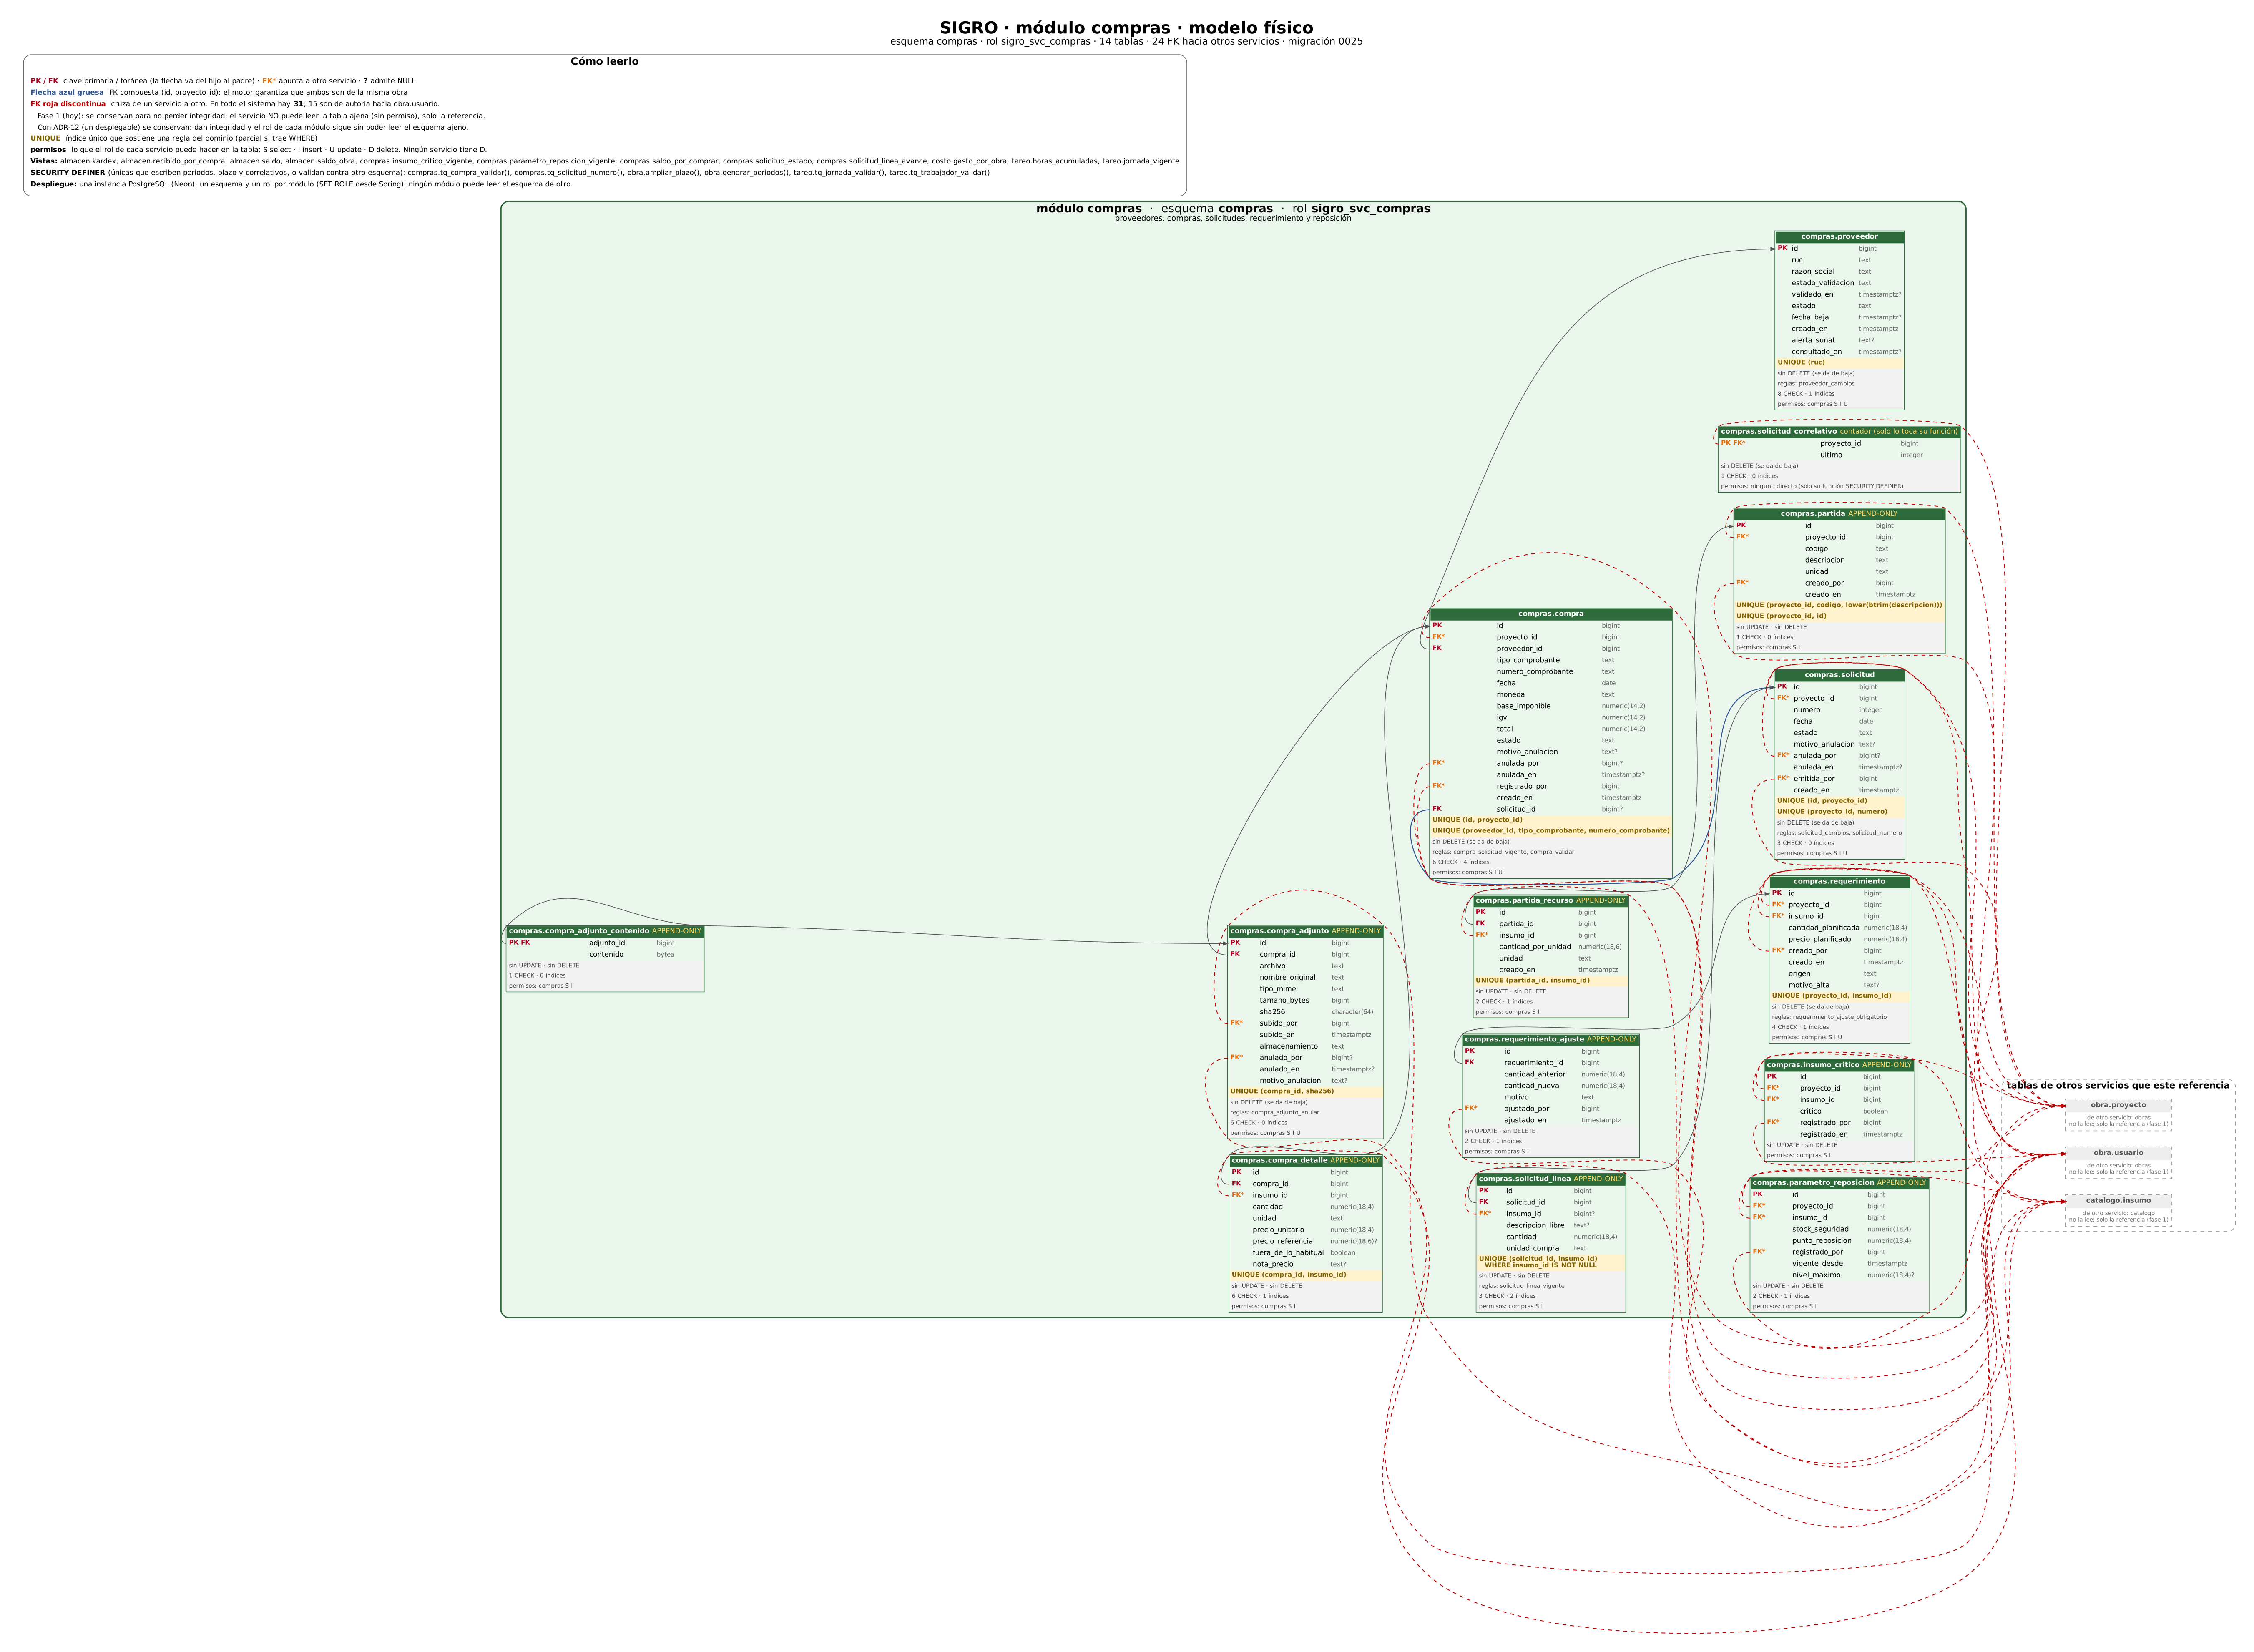 SIGRO · módulo compras · modelo físico
esquema compras · rol sigro_svc_compras · 14 tablas · 24 FK hacia otros servicios · migración 0025
Cómo leerlo
PK / FK clave primaria / foránea (la flecha va del hijo al padre) · FK* apunta a otro servicio · ? admite NULL
Flecha azul gruesa FK compuesta (id, proyecto_id): el motor garantiza que ambos son de la misma obra
FK roja discontinua cruza de un servicio a otro. En todo el sistema hay 31; 15 son de autoría hacia obra.usuario.
Fase 1 (hoy): se conservan para no perder integridad; el servicio NO puede leer la tabla ajena (sin permiso), solo la referencia.
Con ADR-12 (un desplegable) se conservan: dan integridad y el rol de cada módulo sigue sin poder leer el esquema ajeno.
UNIQUE índice único que sostiene una regla del dominio (parcial si trae WHERE)
permisos lo que el rol de cada servicio puede hacer en la tabla: S select · I insert · U update · D delete. Ningún servicio tiene D.
Vistas: almacen.kardex, almacen.recibido_por_compra, almacen.saldo, almacen.saldo_obra, compras.insumo_critico_vigente, compras.parametro_reposicion_vigente, compras.saldo_por_comprar, compras.solicitud_estado, compras.solicitud_linea_avance, costo.gasto_por_obra, tareo.horas_acumuladas, tareo.jornada_vigente
SECURITY DEFINER (únicas que escriben periodos, plazo y correlativos, o validan contra otro esquema): compras.tg_compra_validar(), compras.tg_solicitud_numero(), obra.ampliar_plazo(), obra.generar_periodos(), tareo.tg_jornada_validar(), tareo.tg_trabajador_validar()
Despliegue: una instancia PostgreSQL (Neon), un esquema y un rol por módulo (SET ROLE desde Spring); ningún módulo puede leer el esquema de otro.
módulo compras · esquema compras · rol sigro_svc_compras
proveedores, compras, solicitudes, requerimiento y reposición
compras.proveedor
PK id bigint
ruc text
razon_social text
estado_validacion text
validado_en timestamptz?
estado text
fecha_baja timestamptz?
creado_en timestamptz
alerta_sunat text?
consultado_en timestamptz?
UNIQUE (ruc)
sin DELETE (se da de baja)
reglas: proveedor_cambios
8 CHECK · 1 índices
permisos: compras S I U
compras.solicitud_correlativo contador (solo lo toca su función)
PK FK* proyecto_id bigint
ultimo integer
sin DELETE (se da de baja)
1 CHECK · 0 índices
permisos: ninguno directo (solo su función SECURITY DEFINER)
compras.partida APPEND-ONLY
PK id bigint
FK* proyecto_id bigint
codigo text
descripcion text
unidad text
FK* creado_por bigint
creado_en timestamptz
UNIQUE (proyecto_id, codigo, lower(btrim(descripcion)))
UNIQUE (proyecto_id, id)
sin UPDATE · sin DELETE
1 CHECK · 0 índices
permisos: compras S I
compras.compra
PK id bigint
FK* proyecto_id bigint
FK proveedor_id bigint
tipo_comprobante text
numero_comprobante text
fecha date
moneda text
base_imponible numeric(14,2)
igv numeric(14,2)
total numeric(14,2)
estado text
motivo_anulacion text?
FK* anulada_por bigint?
anulada_en timestamptz?
FK* registrado_por bigint
creado_en timestamptz
FK solicitud_id bigint?
UNIQUE (id, proyecto_id)
UNIQUE (proveedor_id, tipo_comprobante, numero_comprobante)
sin DELETE (se da de baja)
reglas: compra_solicitud_vigente, compra_validar
6 CHECK · 4 índices
permisos: compras S I U
compras.solicitud
PK id bigint
FK* proyecto_id bigint
numero integer
fecha date
estado text
motivo_anulacion text?
FK* anulada_por bigint?
anulada_en timestamptz?
FK* emitida_por bigint
creado_en timestamptz
UNIQUE (id, proyecto_id)
UNIQUE (proyecto_id, numero)
sin DELETE (se da de baja)
reglas: solicitud_cambios, solicitud_numero
3 CHECK · 0 índices
permisos: compras S I U
compras.requerimiento
PK id bigint
FK* proyecto_id bigint
FK* insumo_id bigint
cantidad_planificada numeric(18,4)
precio_planificado numeric(18,4)
FK* creado_por bigint
creado_en timestamptz
origen text
motivo_alta text?
UNIQUE (proyecto_id, insumo_id)
sin DELETE (se da de baja)
reglas: requerimiento_ajuste_obligatorio
4 CHECK · 1 índices
permisos: compras S I U
compras.compra_adjunto_contenido APPEND-ONLY
PK FK adjunto_id bigint
contenido bytea
sin UPDATE · sin DELETE
1 CHECK · 0 índices
permisos: compras S I
compras.compra_adjunto APPEND-ONLY
PK id bigint
FK compra_id bigint
archivo text
nombre_original text
tipo_mime text
tamano_bytes bigint
sha256 character(64)
FK* subido_por bigint
subido_en timestamptz
almacenamiento text
FK* anulado_por bigint?
anulado_en timestamptz?
motivo_anulacion text?
UNIQUE (compra_id, sha256)
sin DELETE (se da de baja)
reglas: compra_adjunto_anular
6 CHECK · 0 índices
permisos: compras S I U
compras.partida_recurso APPEND-ONLY
PK id bigint
FK partida_id bigint
FK* insumo_id bigint
cantidad_por_unidad numeric(18,6)
unidad text
creado_en timestamptz
UNIQUE (partida_id, insumo_id)
sin UPDATE · sin DELETE
2 CHECK · 1 índices
permisos: compras S I
compras.requerimiento_ajuste APPEND-ONLY
PK id bigint
FK requerimiento_id bigint
cantidad_anterior numeric(18,4)
cantidad_nueva numeric(18,4)
motivo text
FK* ajustado_por bigint
ajustado_en timestamptz
sin UPDATE · sin DELETE
2 CHECK · 1 índices
permisos: compras S I
compras.insumo_critico APPEND-ONLY
PK id bigint
FK* proyecto_id bigint
FK* insumo_id bigint
critico boolean
FK* registrado_por bigint
registrado_en timestamptz
sin UPDATE · sin DELETE
permisos: compras S I
compras.compra_detalle APPEND-ONLY
PK id bigint
FK compra_id bigint
FK* insumo_id bigint
cantidad numeric(18,4)
unidad text
precio_unitario numeric(18,4)
precio_referencia numeric(18,6)?
fuera_de_lo_habitual boolean
nota_precio text?
UNIQUE (compra_id, insumo_id)
sin UPDATE · sin DELETE
6 CHECK · 1 índices
permisos: compras S I
compras.solicitud_linea APPEND-ONLY
PK id bigint
FK solicitud_id bigint
FK* insumo_id bigint?
descripcion_libre text?
cantidad numeric(18,4)
unidad_compra text
UNIQUE (solicitud_id, insumo_id)
WHERE insumo_id IS NOT NULL
sin UPDATE · sin DELETE
reglas: solicitud_linea_vigente
3 CHECK · 2 índices
permisos: compras S I
compras.parametro_reposicion APPEND-ONLY
PK id bigint
FK* proyecto_id bigint
FK* insumo_id bigint
stock_seguridad numeric(18,4)
punto_reposicion numeric(18,4)
FK* registrado_por bigint
vigente_desde timestamptz
nivel_maximo numeric(18,4)?
sin UPDATE · sin DELETE
2 CHECK · 1 índices
permisos: compras S I
tablas de otros servicios que este referencia
obra.proyecto
de otro servicio: obras
no la lee; solo la referencia (fase 1)
obra.usuario
de otro servicio: obras
no la lee; solo la referencia (fase 1)
catalogo.insumo
de otro servicio: catalogo
no la lee; solo la referencia (fase 1)